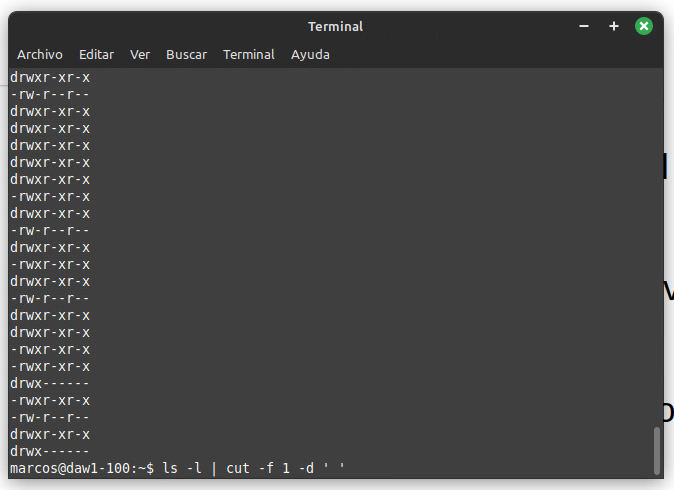 Terminal
Archivo Editar Ver Buscar Terminal Ayuda
drwxr-xr-x
-rw-r--r--
drwxr-xr-x
drwxr-xr-x
drwxr-xr-x
drwxr-xr-x
drwxr-xr-x
-rwxr-xr-x
drwxr-xr-x
-rw-r--r--
drwxr-xr-x
-rwxr-xr-x
drwxr-xr-x
-rw-r--r--
drwxr-xr-x
drwxr-xr-x
-rwxr-xr-x
-rwxr-xr-x
drwx------
-rwxr-xr-x
-rw-r--r--
drwxr-xr-x
drwx------
marcos@daw1-100:~$ ls -l | cut -f 1 -d ' '